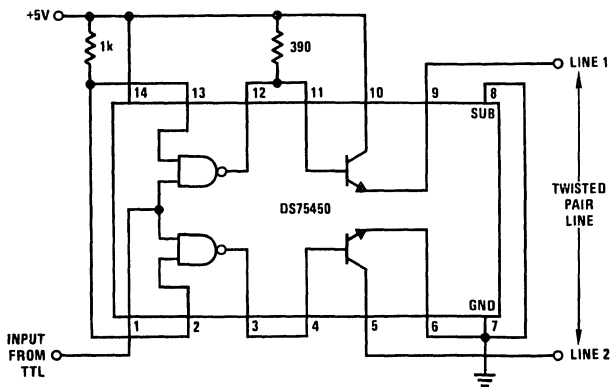 +5V
1k
390
14 13 12 11 10 9 8
SUB
LINE 1
DS75450
TWISTED
PAIR
LINE
GND
1 2 3 4 5 6 7
INPUT
FROM
TTL
LINE 2